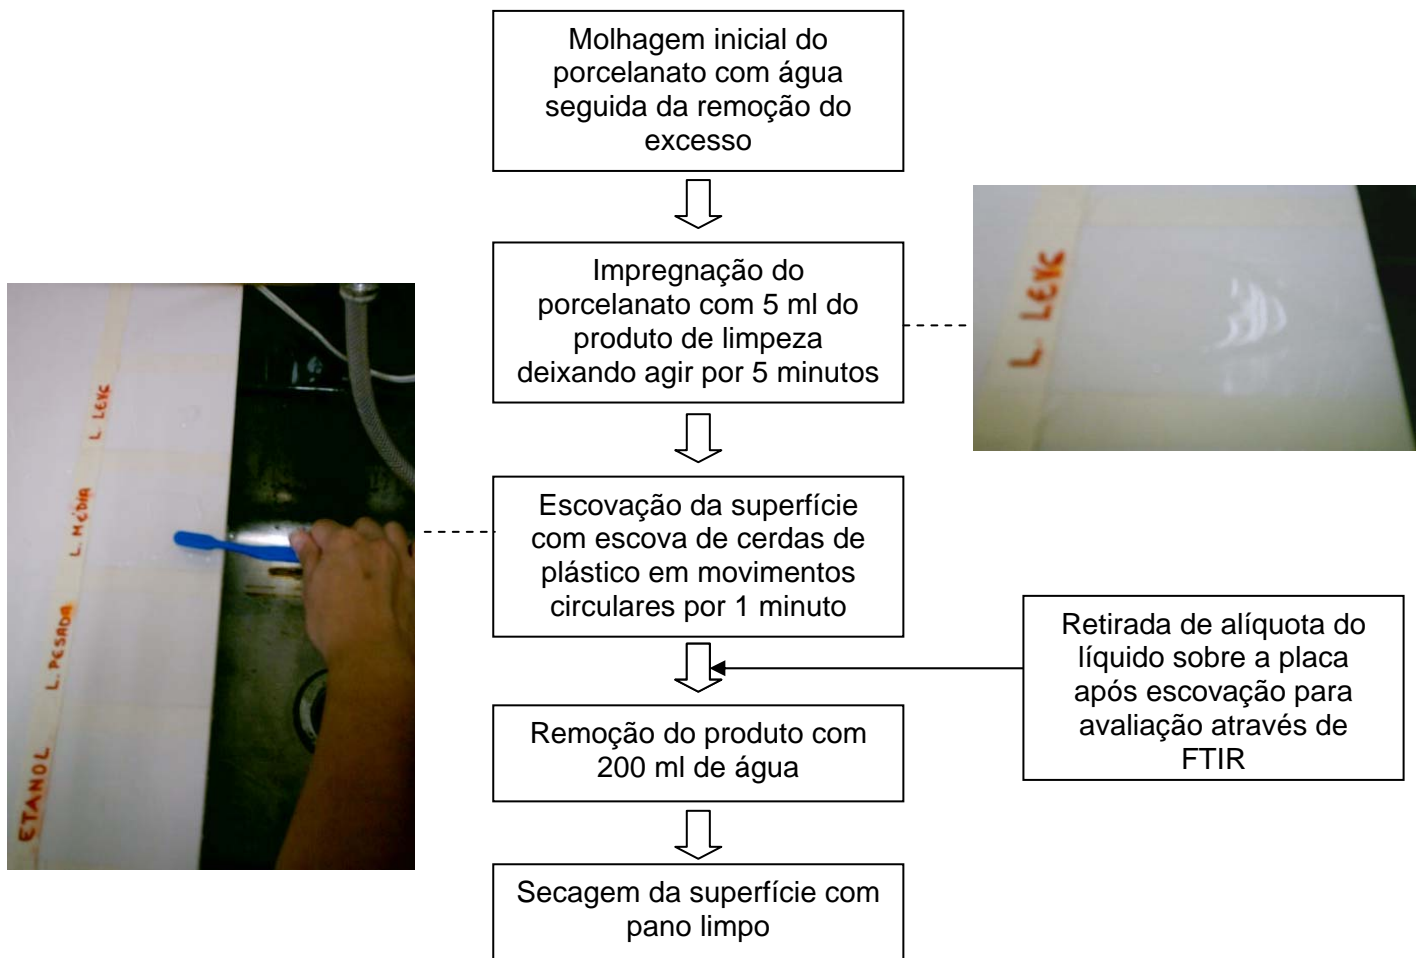 Molhagem inicial do
porcelanato com água
seguida da remoção do
excesso
Impregnação do
porcelanato com 5 ml do
produto de limpeza
deixando agir por 5 minutos
L. LEVE
L. LEVE
L. MÉDIA
L. PESADA
ETANOL
Escovação da superfície
com escova de cerdas de
plástico em movimentos
circulares por 1 minuto
Retirada de alíquota do
líquido sobre a placa
após escovação para
avaliação através de
FTIR
Remoção do produto com
200 ml de água
Secagem da superfície com
pano limpo